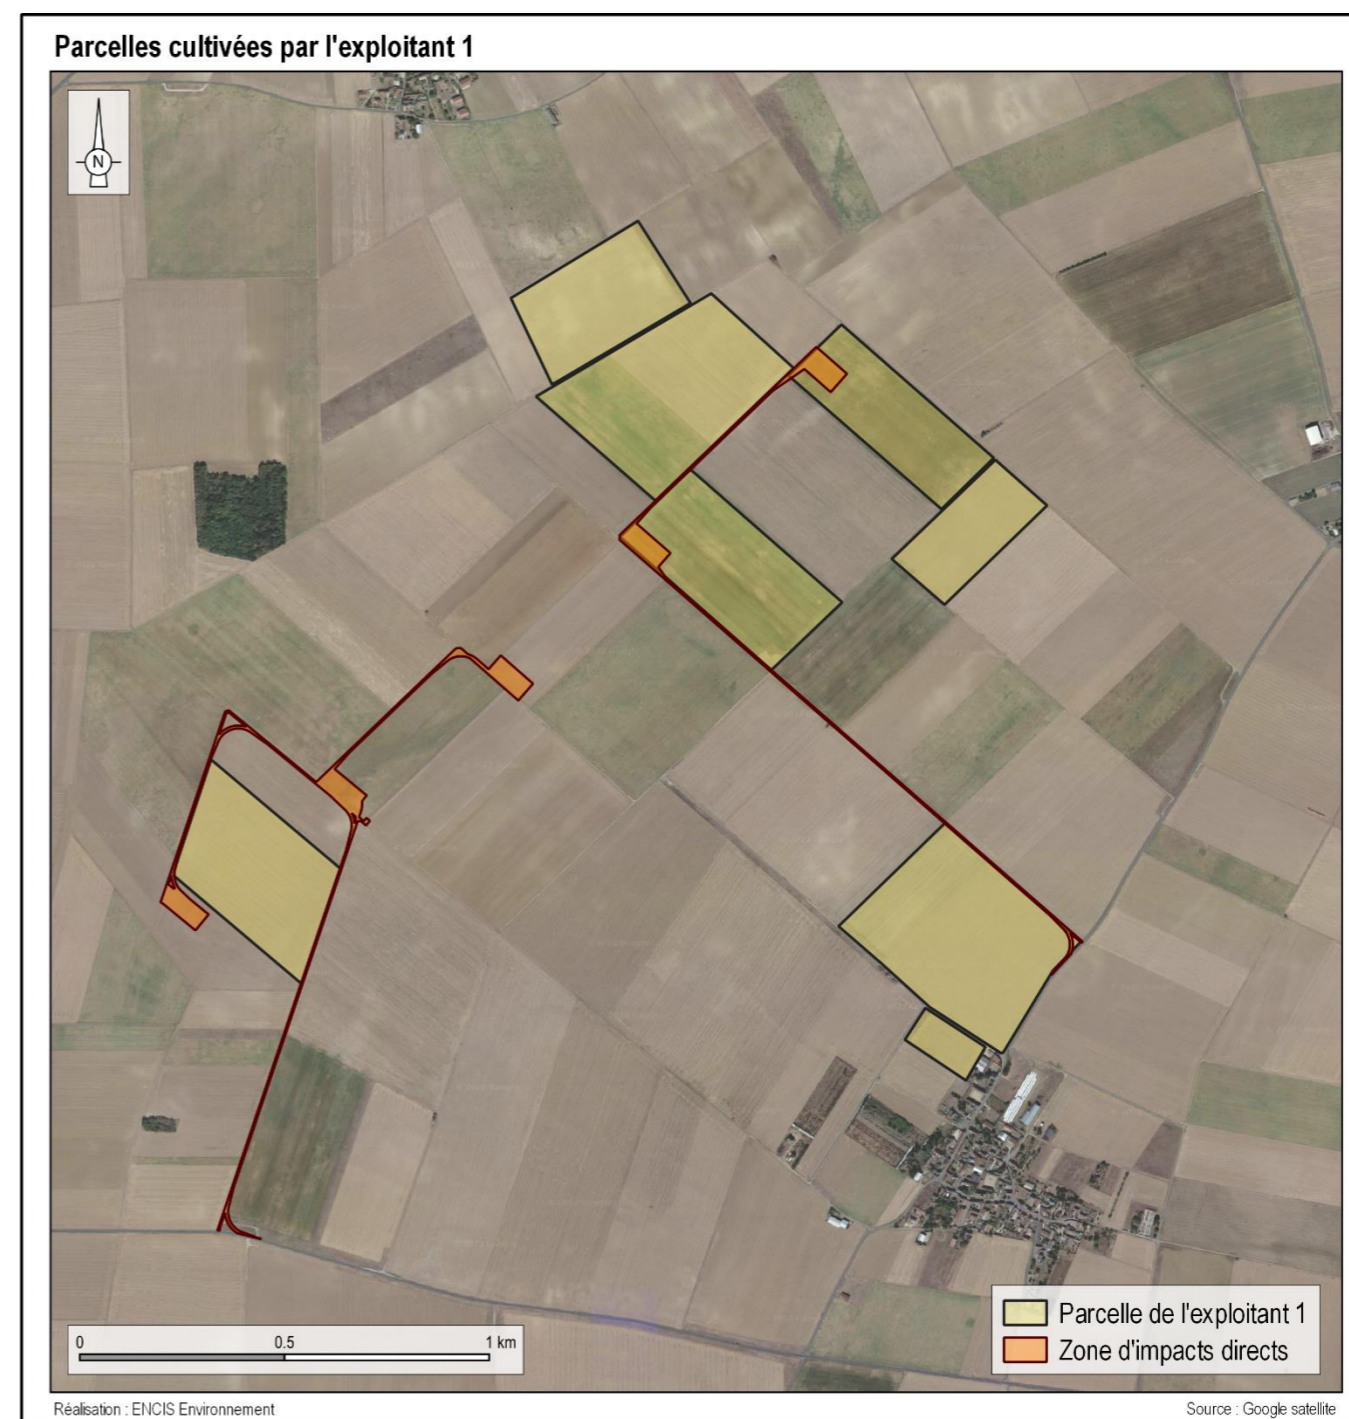 Parcelles cultivées par l'exploitant 1
N
Parcelle de l'exploitant 1
Zone d'impacts directs
0 0.5 1 km
Réalisation : ENCIS Environnement
Source : Google satellite